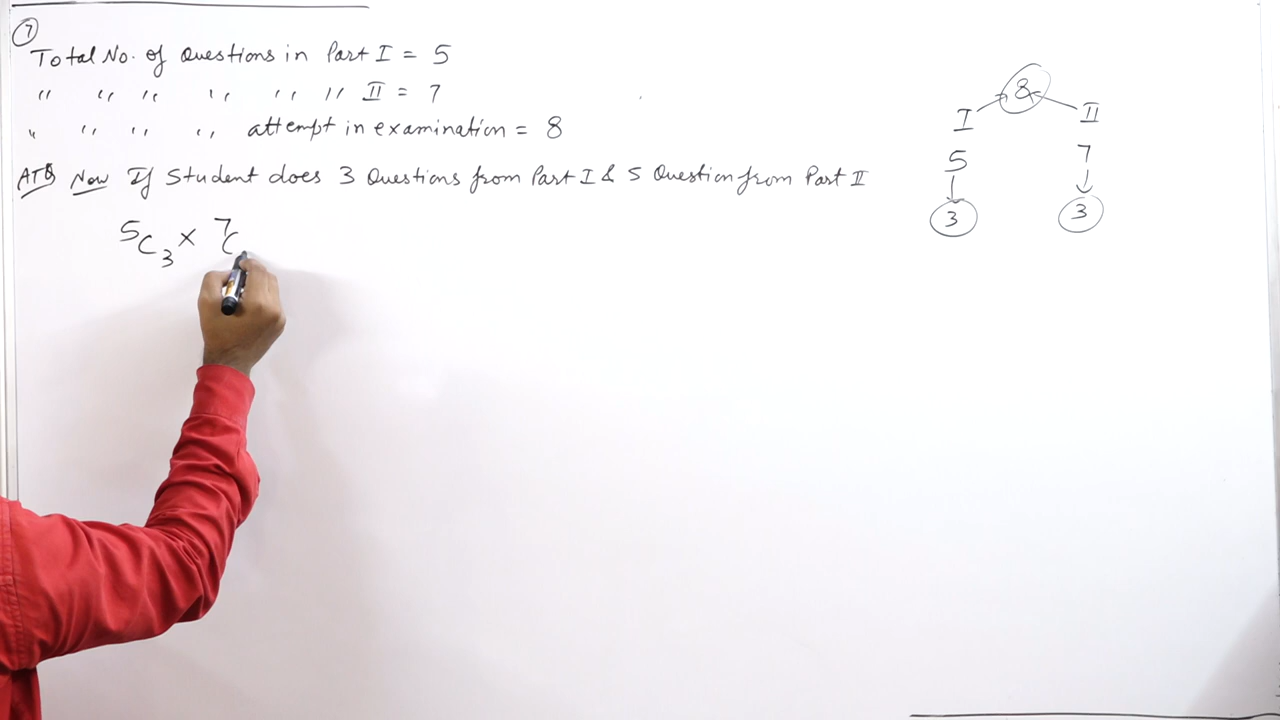 7
Total No. of Questions in Part I = 5
" " " " " " II = 7
" " " " attempt in examination = 8
ATQ Now If Student does 3 Questions from Part I & 5 Question from Part II
⁵C₃ × ⁷C
8
I II
5 7
3 3